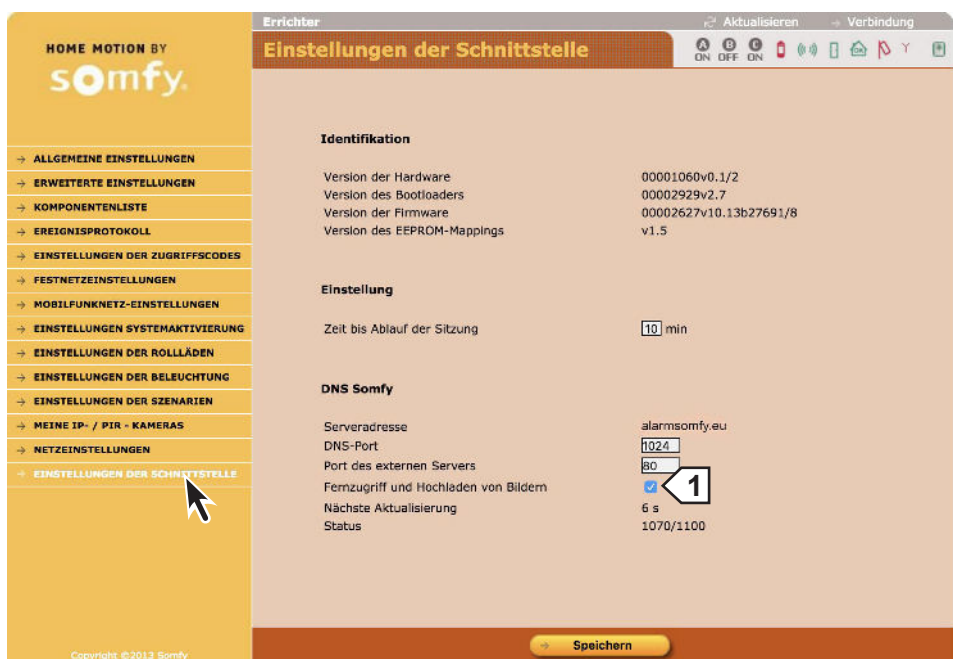 Errichter
Aktualisieren
Verbindung
HOME MOTION BY
somfy.
Einstellungen der Schnittstelle
A B C
ON OFF ON
Identifikation
Version der Hardware 00001060v0.1/2
Version des Bootloaders 00002929v2.7
Version der Firmware 00002627v10.13b27691/8
Version des EEPROM-Mappings v1.5
Einstellung
Zeit bis Ablauf der Sitzung 10 min
DNS Somfy
Serveradresse alarmsomfy.eu
DNS-Port 1024
Port des externen Servers 80
Fernzugriff und Hochladen von Bildern
1
Nächste Aktualisierung 6 s
Status 1070/1100
→ ALLGEMEINE EINSTELLUNGEN
→ ERWEITERTE EINSTELLUNGEN
→ KOMPONENTENLISTE
→ EREIGNISPROTOKOLL
→ EINSTELLUNGEN DER ZUGRIFFSCODES
→ FESTNETZEINSTELLUNGEN
→ MOBILFUNKNETZ-EINSTELLUNGEN
→ EINSTELLUNGEN SYSTEMAKTIVIERUNG
→ EINSTELLUNGEN DER ROLLLÄDEN
→ EINSTELLUNGEN DER BELEUCHTUNG
→ EINSTELLUNGEN DER SZENARIEN
→ MEINE IP- / PIR - KAMERAS
→ NETZEINSTELLUNGEN
→ EINSTELLUNGEN DER SCHNITTSTELLE
→ Speichern
Copyright ©2013 Somfy